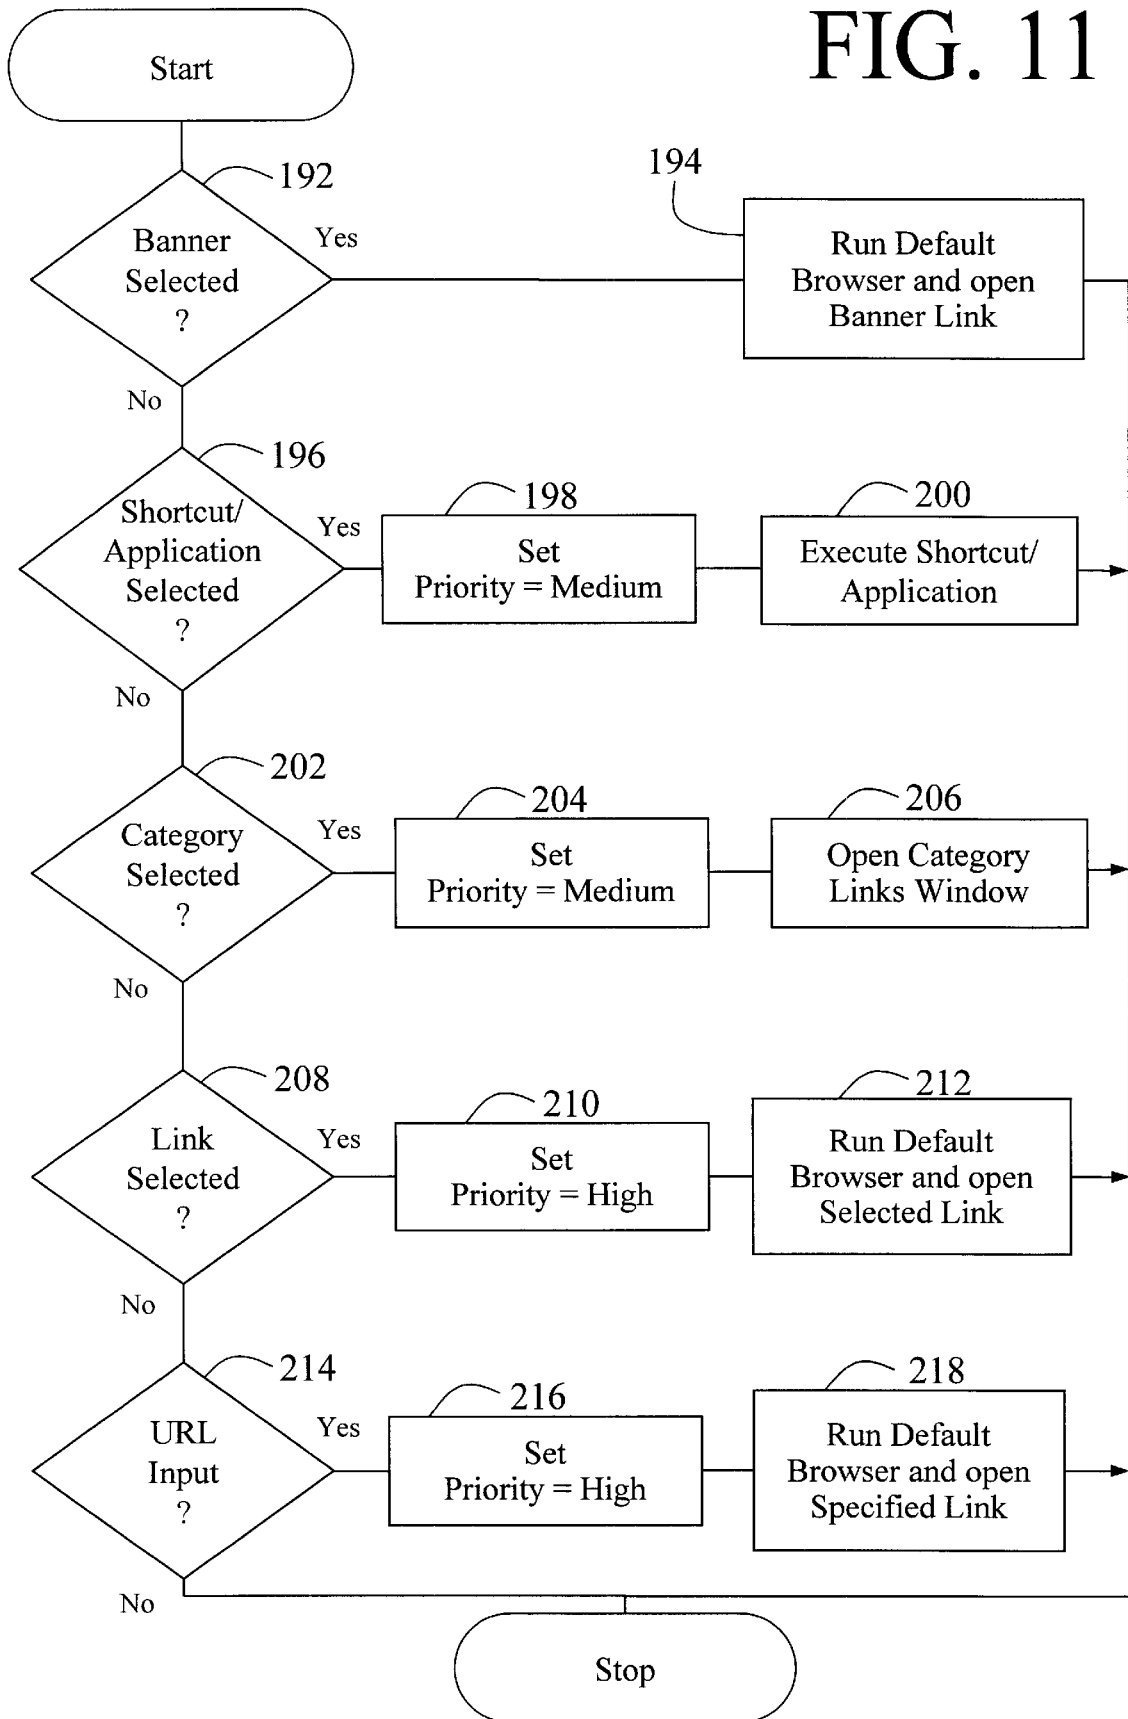 FIG. 11
Start
192
194
Banner
Selected
?
Yes
Run Default
Browser and open
Banner Link
No
196
198
200
Shortcut/
Application
Selected
?
Yes
Set
Priority = Medium
Execute Shortcut/
Application
No
202
204
206
Category
Selected
?
Yes
Set
Priority = Medium
Open Category
Links Window
No
208
210
212
Link
Selected
?
Yes
Set
Priority = High
Run Default
Browser and open
Selected Link
No
214
216
218
URL
Input
?
Yes
Set
Priority = High
Run Default
Browser and open
Specified Link
No
Stop